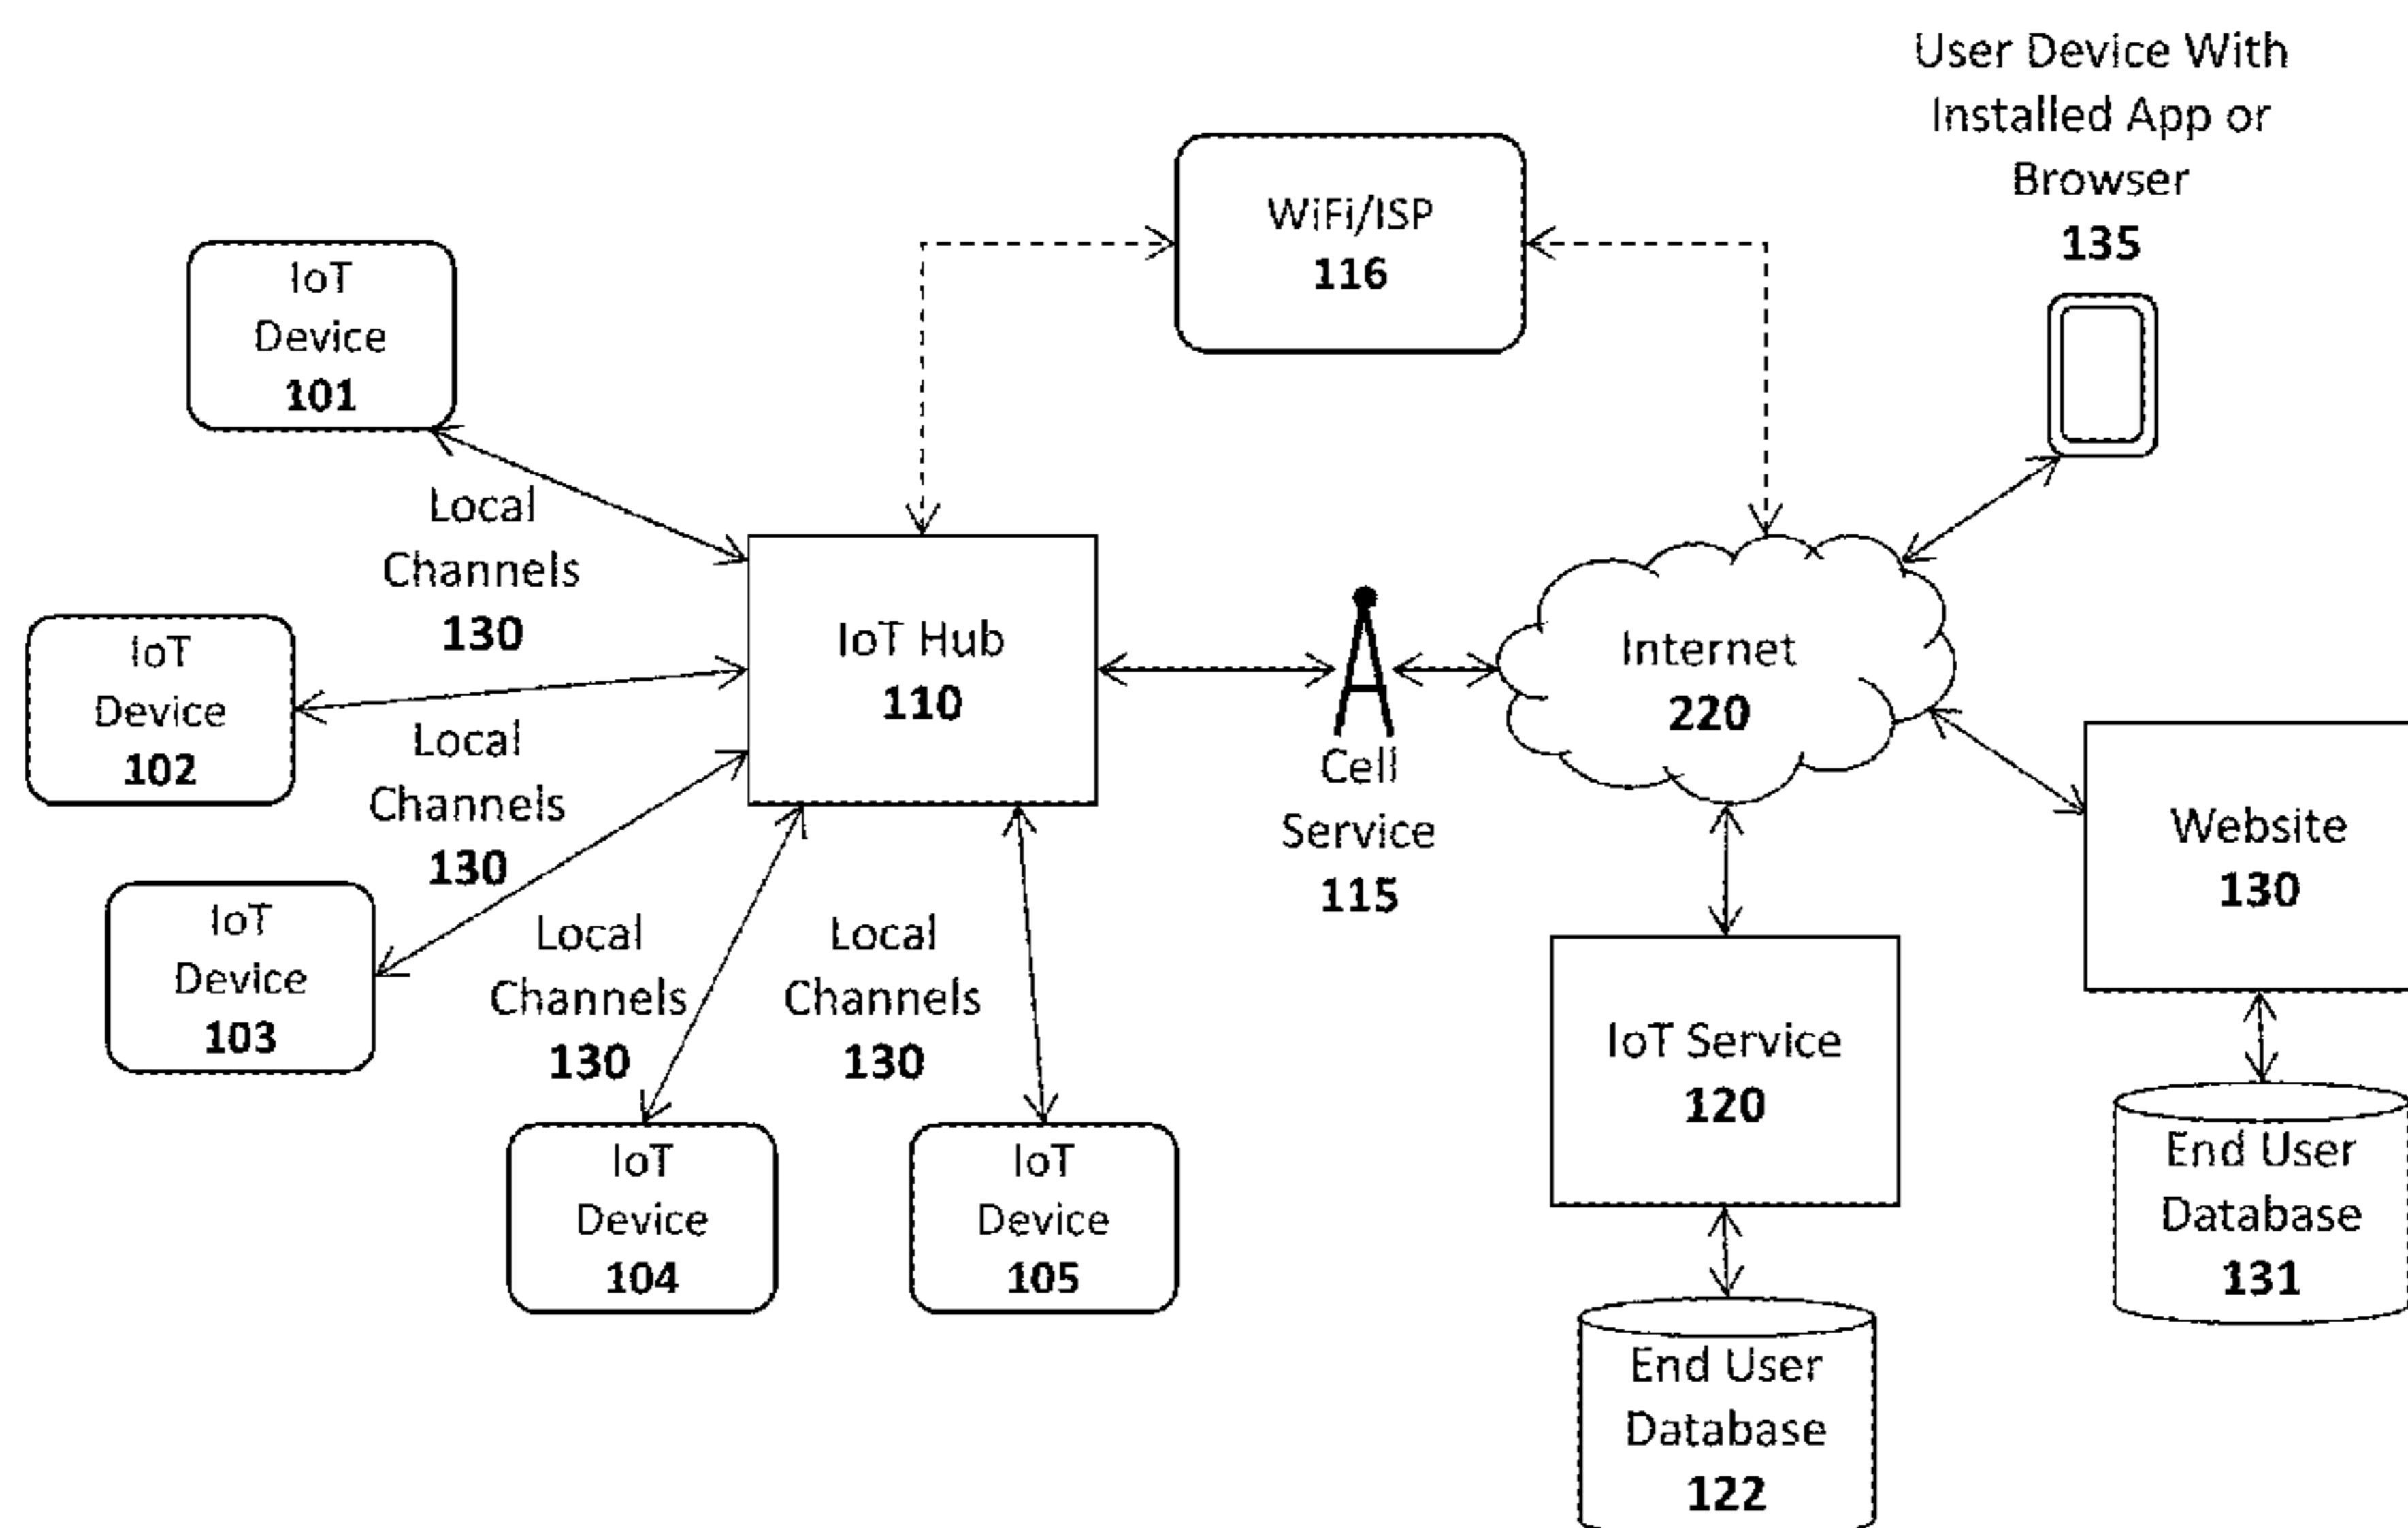 User Device With
Installed App or
Browser
135
WiFi/ISP
116
IoT
Device
101
Local
Channels
130
IoT
Device
102
IoT Hub
110
Internet
220
Local
Channels
130
Cell
Service
115
Website
130
IoT
Device
103
Local
Channels
130
Local
Channels
130
IoT Service
120
IoT
Device
104
IoT
Device
105
End User
Database
131
End User
Database
122